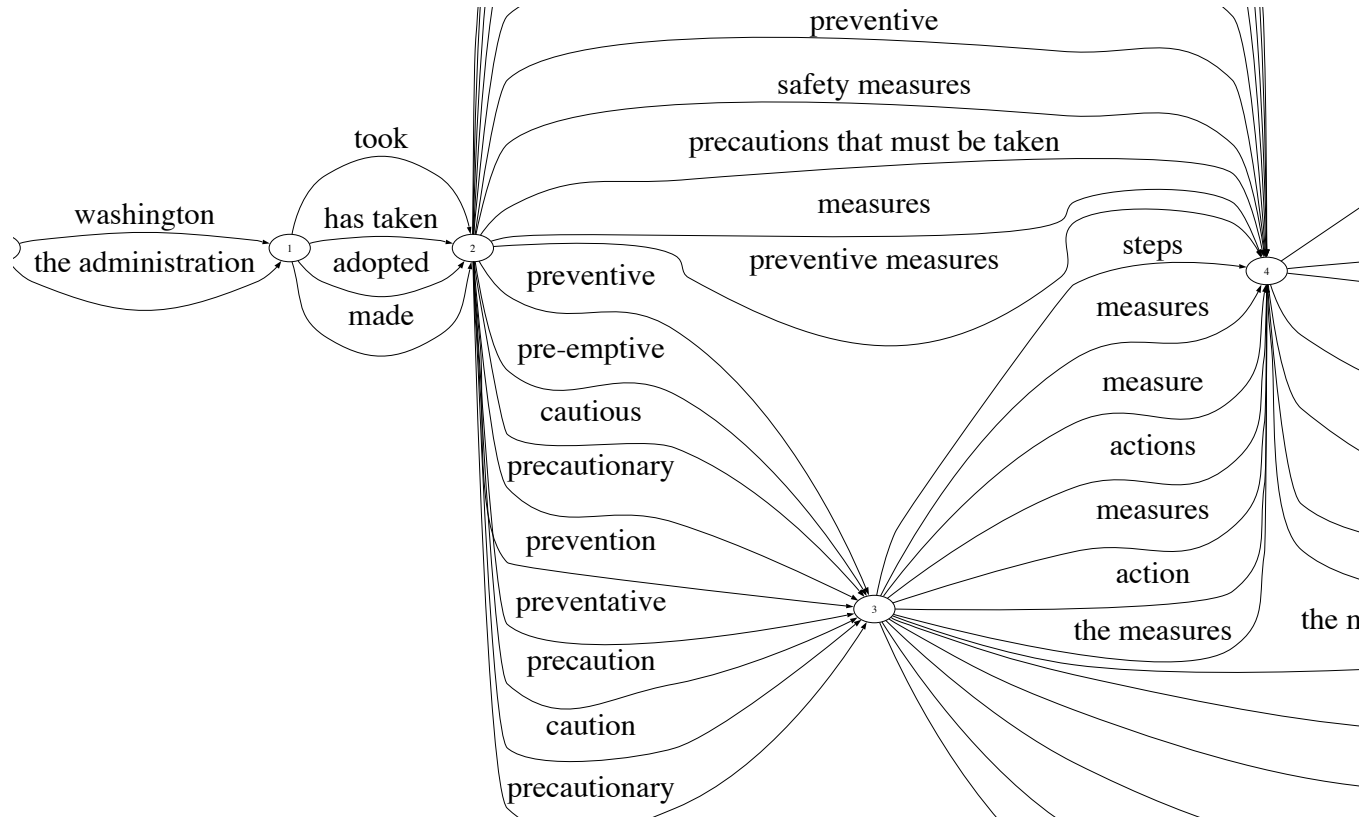 preventive
safety measures
took
precautions that must be taken
washington
has taken
measures
the administration
adopted
preventive
preventive measures
steps
1
2
4
made
measures
pre-emptive
measure
cautious
actions
precautionary
measures
prevention
action
preventative
3
the measures
the
precaution
caution
precautionary